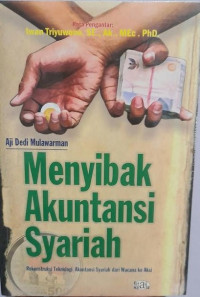 Kata Pengantar:
Iwan Triyuwono, SE., Ak., MEc., PhD.
Aji Dedi Mulawarman
Menyibak
Akuntansi
Syariah
Rekonstruksi Teknologi Akuntansi Syariah dari Wacana ke Aksi